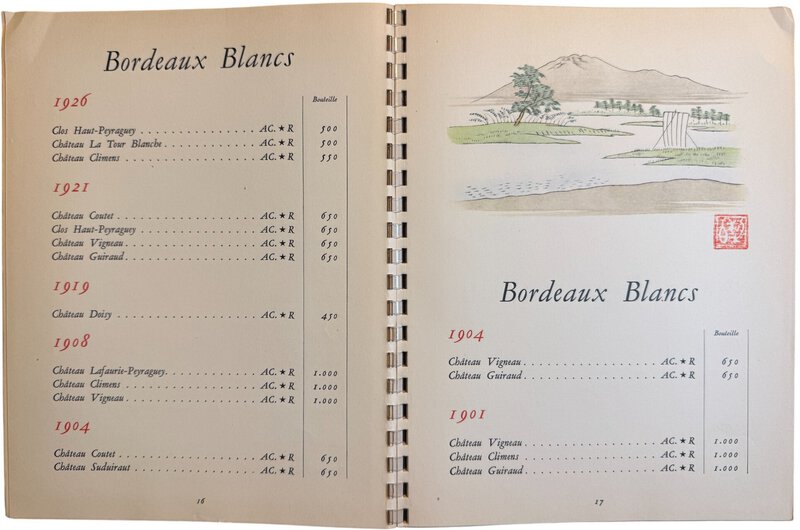 Bordeaux Blancs
Bouteille
1926
Clos Haut-Peyraguey . . . . . . . . . . . . . . . . AC. ★ R 500
Château La Tour Blanche . . . . . . . . . . . . . AC. ★ R 500
Château Climens . . . . . . . . . . . . . . . . . . . AC. ★ R 550
1921
Château Coutet . . . . . . . . . . . . . . . . . . . . AC. ★ R 650
Clos Haut-Peyraguey . . . . . . . . . . . . . . . . AC. ★ R 650
Château Vigneau . . . . . . . . . . . . . . . . . . . AC. ★ R 650
Château Guiraud . . . . . . . . . . . . . . . . . . . AC. ★ R 650
1919
Château Doisy . . . . . . . . . . . . . . . . . . . . . AC. ★ R 450
1908
Château Lafaurie-Peyraguey. . . . . . . . . . . . . AC. ★ R 1.000
Château Climens . . . . . . . . . . . . . . . . . . . AC. ★ R 1.000
Château Vigneau . . . . . . . . . . . . . . . . . . . AC. ★ R 1.000
1904
Château Coutet . . . . . . . . . . . . . . . . . . . . AC. ★ R 650
Château Suduiraut . . . . . . . . . . . . . . . . . . AC. ★ R 650
16
Bordeaux Blancs
Bouteille
1904
Château Vigneau . . . . . . . . . . . . . . . . . . . AC. ★ R 650
Château Guiraud . . . . . . . . . . . . . . . . . . . AC. ★ R 650
1901
Château Vigneau . . . . . . . . . . . . . . . . . . . AC. ★ R 1.000
Château Climens . . . . . . . . . . . . . . . . . . . AC. ★ R 1.000
Château Guiraud . . . . . . . . . . . . . . . . . . . AC. ★ R 1.000
17